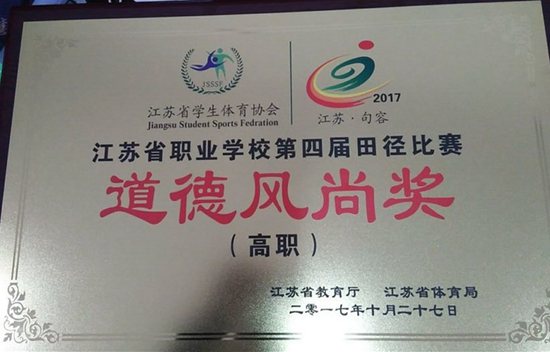 JSSSF
江苏省学生体育协会
Jiangsu Student Sports Fedration
2017
江苏·句容
江苏省职业学校第四届田径比赛
道德风尚奖
(高职)
江苏省教育厅 江苏省体育局
二零一七年十月二十七日